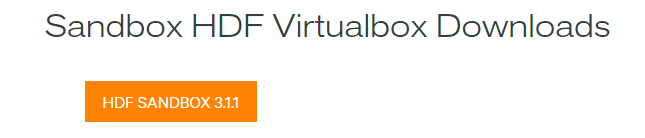 Sandbox HDF Virtualbox Downloads
HDF SANDBOX 3.1.1